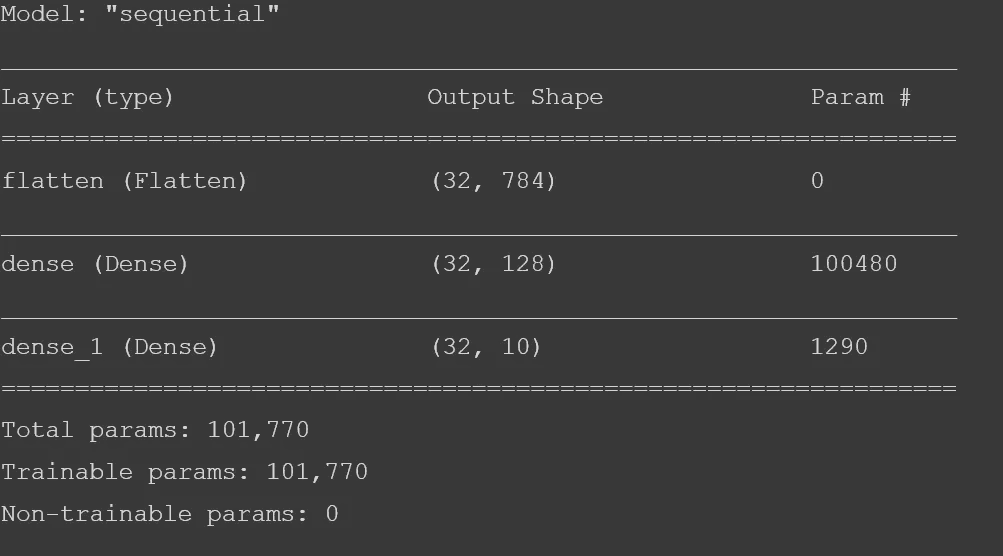 Model: "sequential"
Layer (type) Output Shape Param #
flatten (Flatten) (32, 784) 0
dense (Dense) (32, 128) 100480
dense_1 (Dense) (32, 10) 1290
Total params: 101,770
Trainable params: 101,770
Non-trainable params: 0